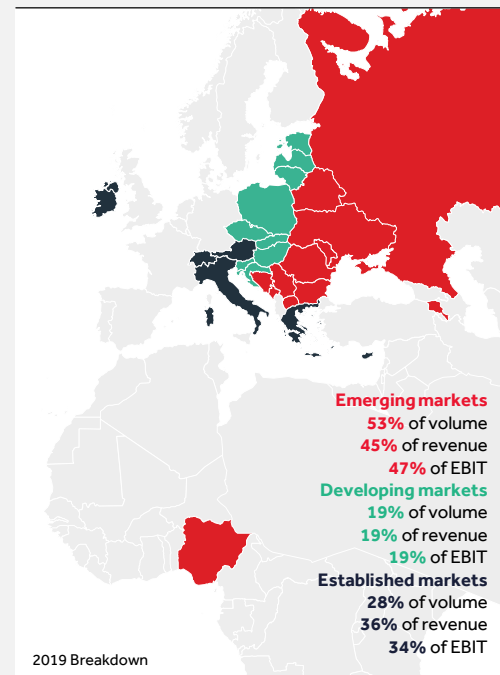 Emerging markets
53% of volume
45% of revenue
47% of EBIT
Developing markets
19% of volume
19% of revenue
19% of EBIT
Established markets
28% of volume
36% of revenue
34% of EBIT
2019 Breakdown